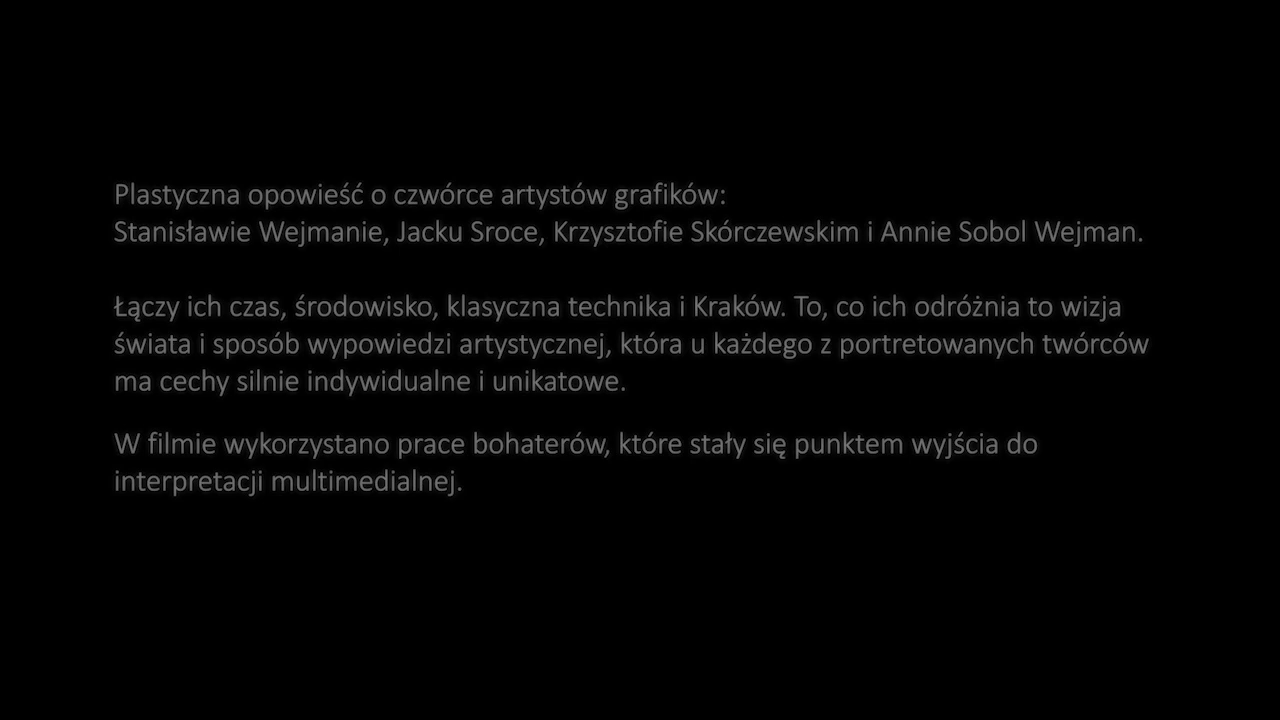 Plastyczna opowieść o czwórce artystów grafików:
Stanisławie Wejmanie, Jacku Sroce, Krzysztofie Skórczewskim i Annie Sobol Wejman.
Łączy ich czas, środowisko, klasyczna technika i Kraków. To, co ich odróżnia to wizja
świata i sposób wypowiedzi artystycznej, która u każdego z portretowanych twórców
ma cechy silnie indywidualne i unikatowe.
W filmie wykorzystano prace bohaterów, które stały się punktem wyjścia do
interpretacji multimedialnej.